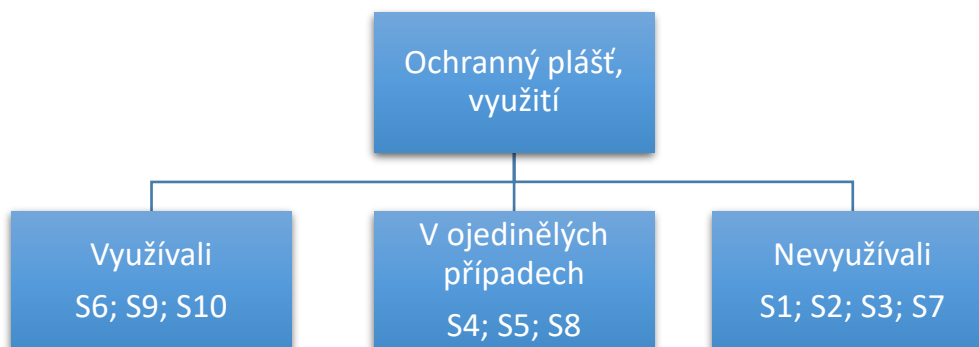 Ochranný plášť,
využití
Využívali
S6; S9; S10
V ojedinělých
případech
S4; S5; S8
Nevyužívali
S1; S2; S3; S7